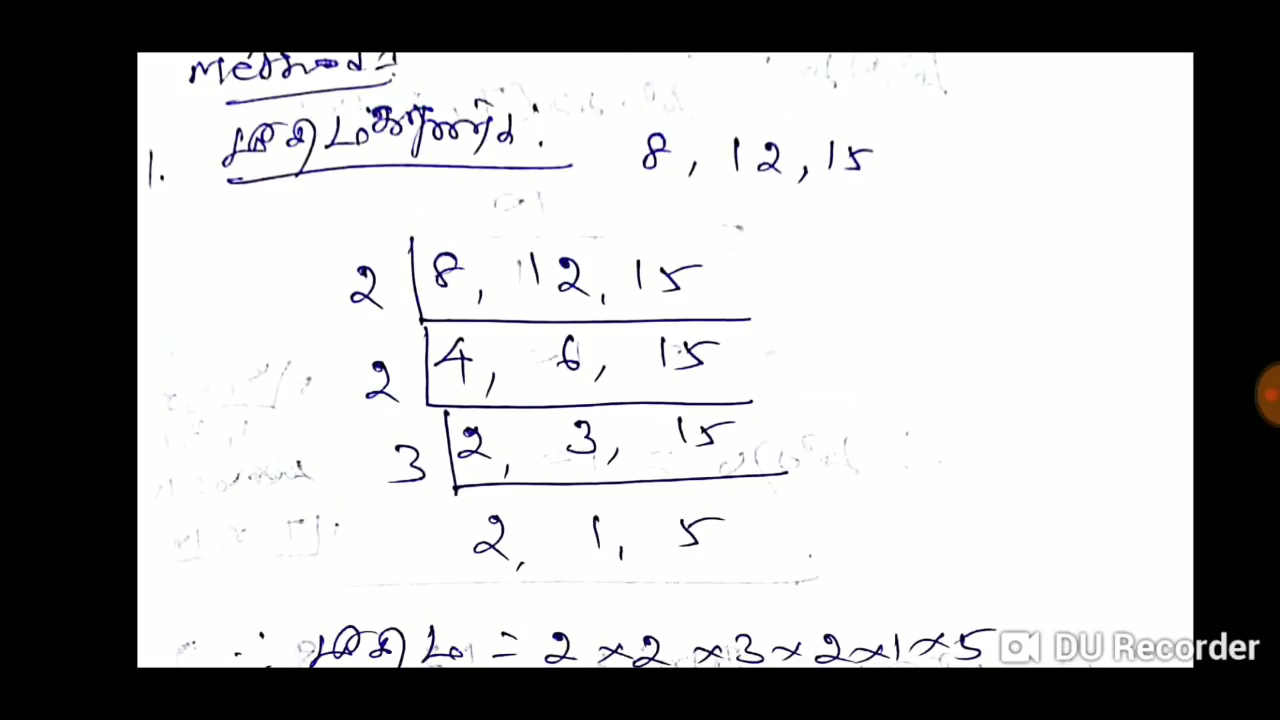 Method:
1. மீசிம காண்க: 8, 12, 15
2 8, 12, 15
2 4, 6, 15
3 2, 3, 15
2, 1, 5
∴ மீசிம = 2 × 2 × 3 × 2 × 1 × 5
DU Recorder